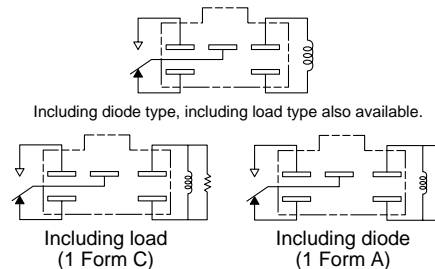 Including diode type, including load type also available.
Including load
(1 Form C)
Including diode
(1 Form A)